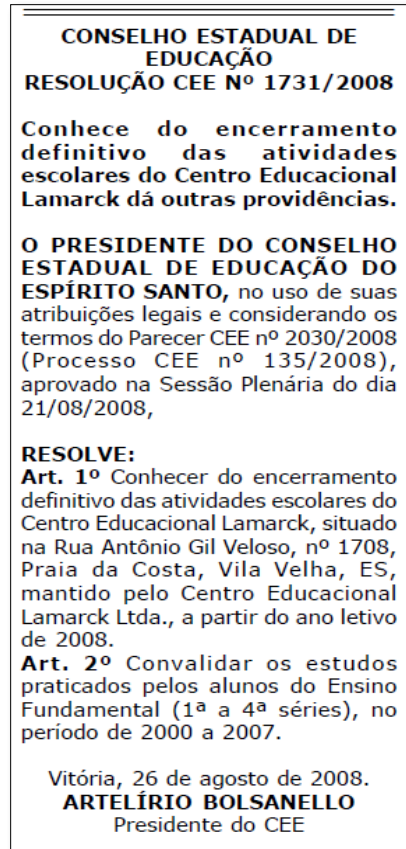 CONSELHO ESTADUAL DE
EDUCAÇÃO
RESOLUÇÃO CEE Nº 1731/2008
Conhece do encerramento
definitivo das atividades
escolares do Centro Educacional
Lamarck dá outras providências.
O PRESIDENTE DO CONSELHO
ESTADUAL DE EDUCAÇÃO DO
ESPÍRITO SANTO, no uso de suas
atribuições legais e considerando os
termos do Parecer CEE nº 2030/2008
(Processo CEE nº 135/2008),
aprovado na Sessão Plenária do dia
21/08/2008,
RESOLVE:
Art. 1º Conhecer do encerramento
definitivo das atividades escolares do
Centro Educacional Lamarck, situado
na Rua Antônio Gil Veloso, nº 1708,
Praia da Costa, Vila Velha, ES,
mantido pelo Centro Educacional
Lamarck Ltda., a partir do ano letivo
de 2008.
Art. 2º Convalidar os estudos
praticados pelos alunos do Ensino
Fundamental (1ª a 4ª séries), no
período de 2000 a 2007.
Vitória, 26 de agosto de 2008.
ARTELÍRIO BOLSANELLO
Presidente do CEE